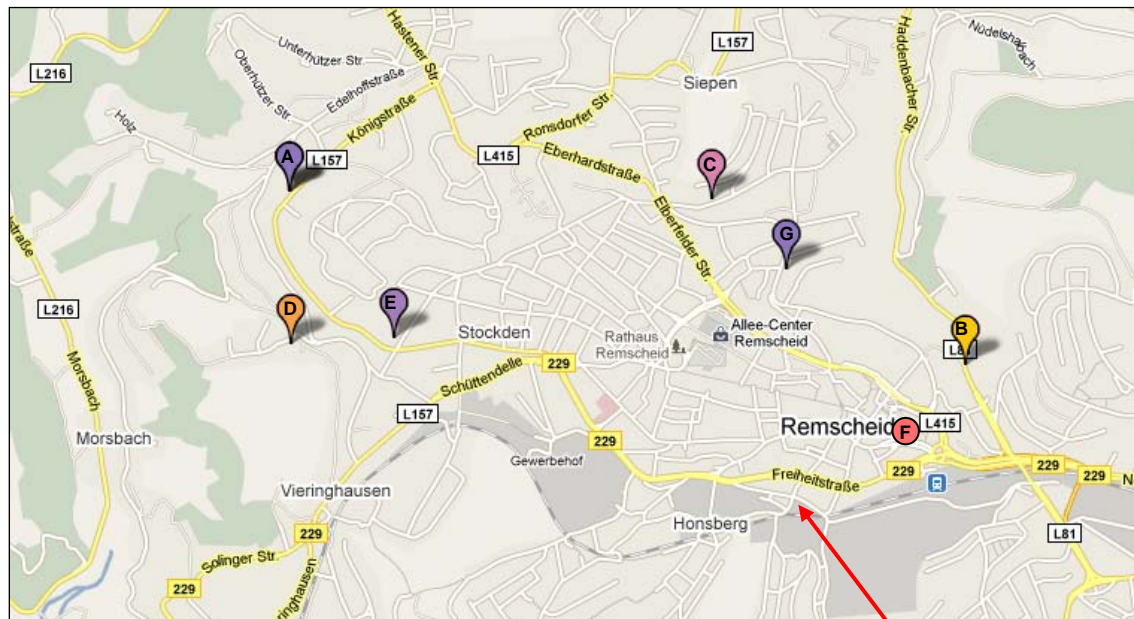 L157
Hastener Str.
Haddenbacher Str.
Nüdelshalbach
Unterhützer Str.
Oberhützer Str.
Edelhoffstraße
L216
Siepen
Holz
Königstraße
Ronsdorfer Str.
A
L157
L415
Eberhardstraße
C
straße
Elberfelder Str.
G
L216
D
E
Stockden
Rathaus
Remscheid
Allee-Center
Remscheid
B
L81
229
Schüttendelle
Morsbach
L157
Morsbach
Remscheid
F
L415
229
Gewerbehof
Freiheitstraße
229
229
229
N
Vieringhausen
Honsberg
229
L81
Solinger Str.
229
eringhausen